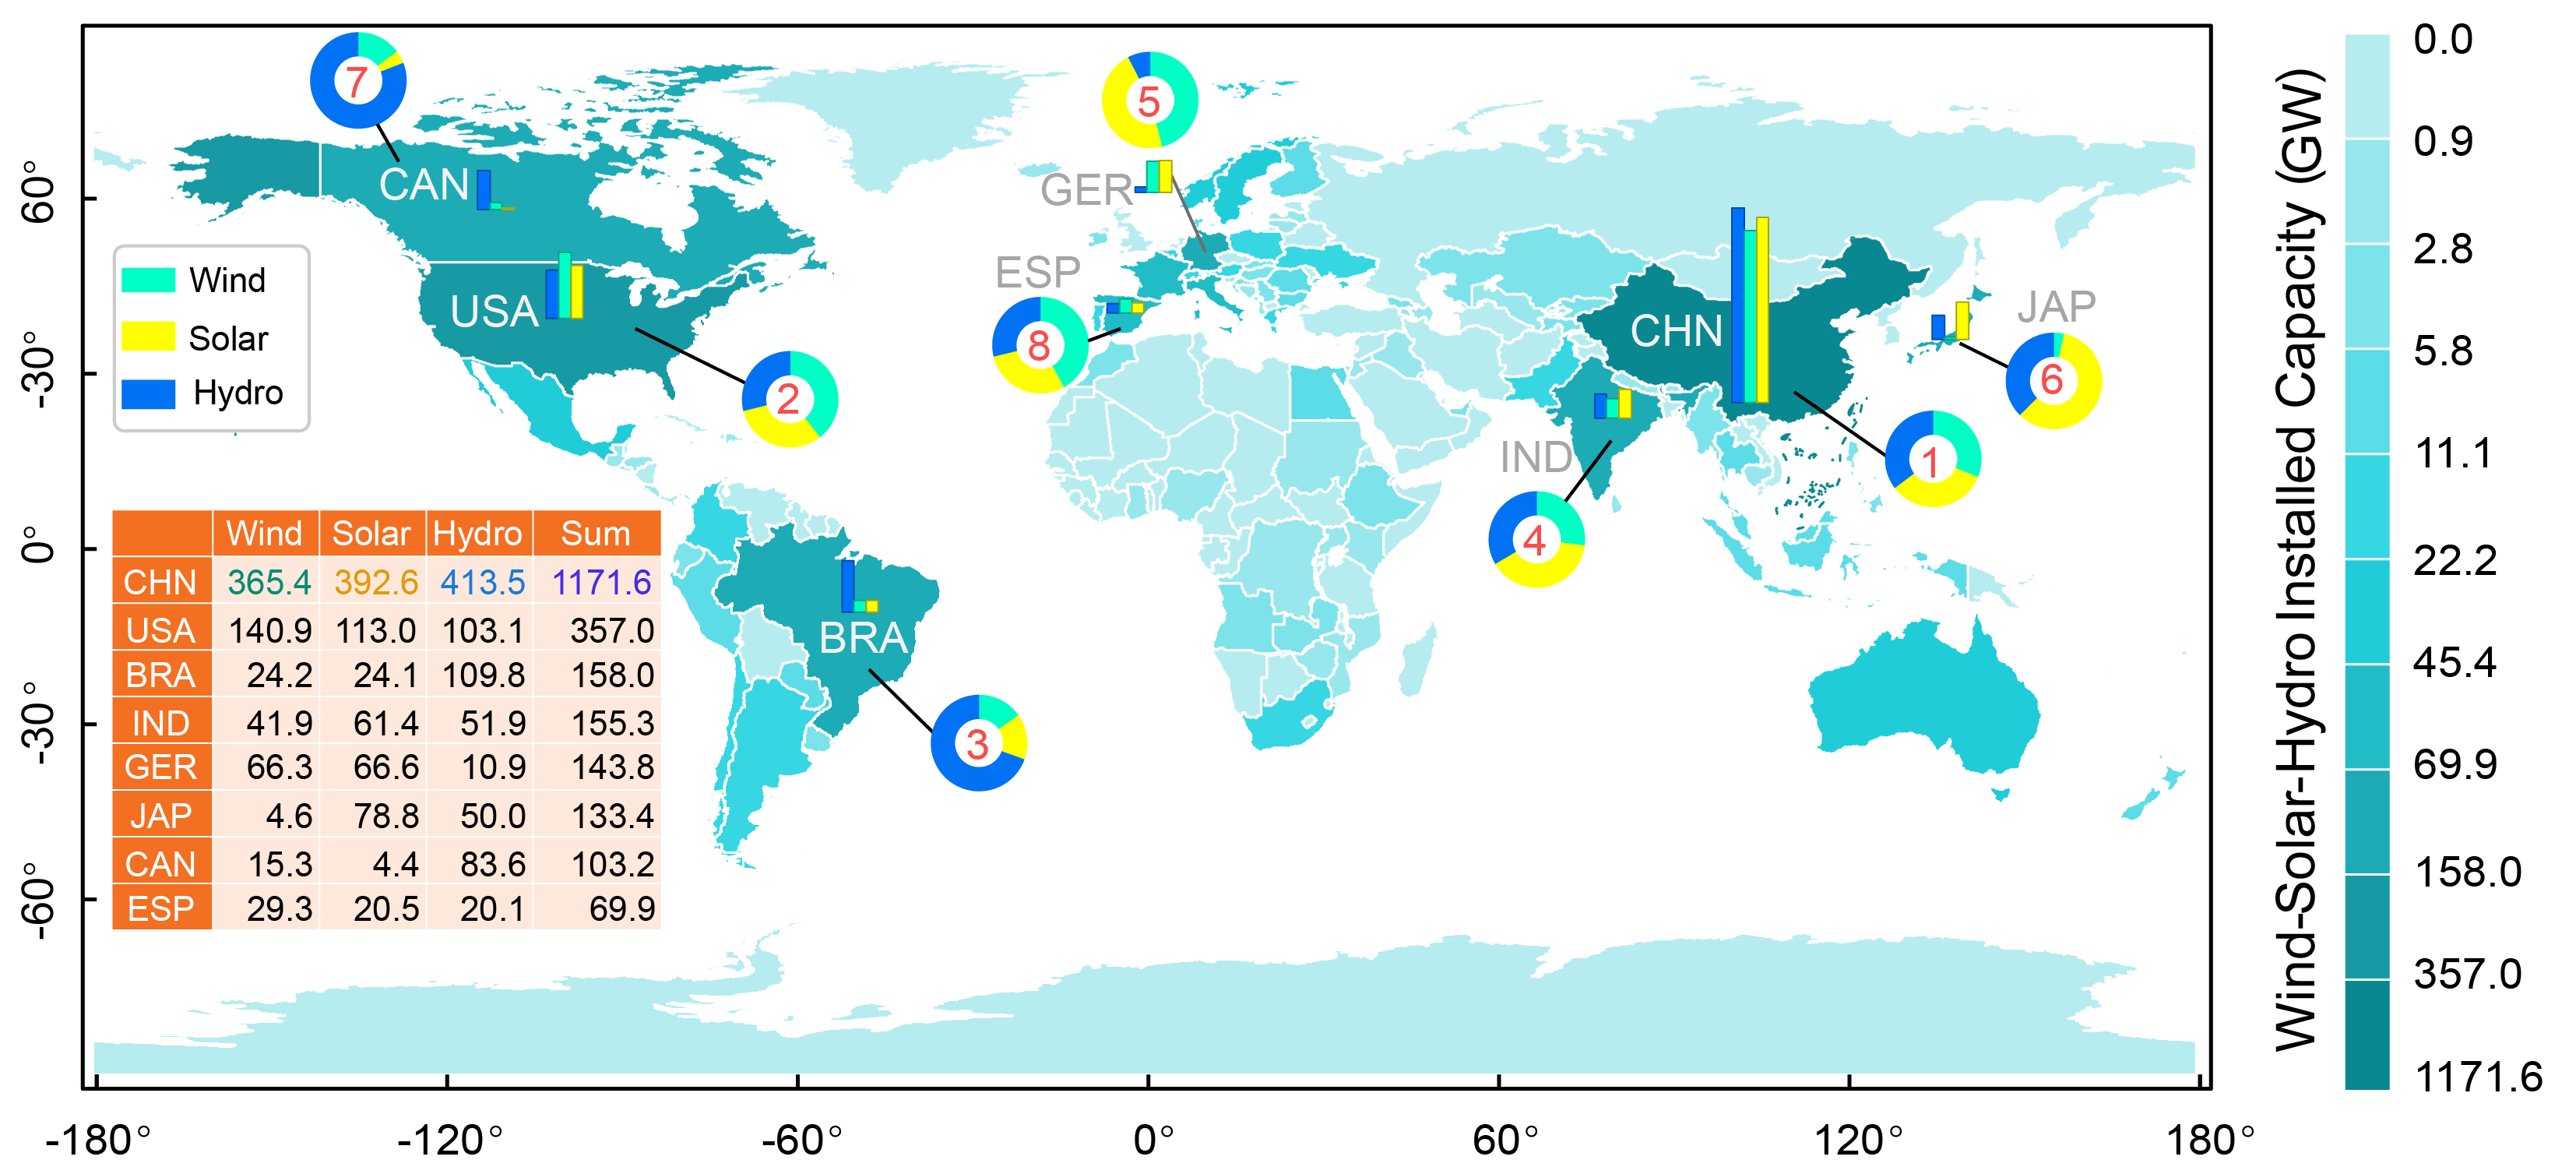 7
CAN
5
GER
60°
Wind
Solar
Hydro
USA
2
ESP
8
CHN
JAP
6
-30°
IND
4
1
0°
BRA
3
Wind Solar Hydro Sum
CHN 365.4 392.6 413.5 1171.6
USA 140.9 113.0 103.1 357.0
BRA 24.2 24.1 109.8 158.0
IND 41.9 61.4 51.9 155.3
GER 66.3 66.6 10.9 143.8
JAP 4.6 78.8 50.0 133.4
CAN 15.3 4.4 83.6 103.2
ESP 29.3 20.5 20.1 69.9
-30°
-60°
-180° -120° -60° 0° 60° 120° 180°
Wind-Solar-Hydro Installed Capacity (GW)
0.0
0.9
2.8
5.8
11.1
22.2
45.4
69.9
158.0
357.0
1171.6